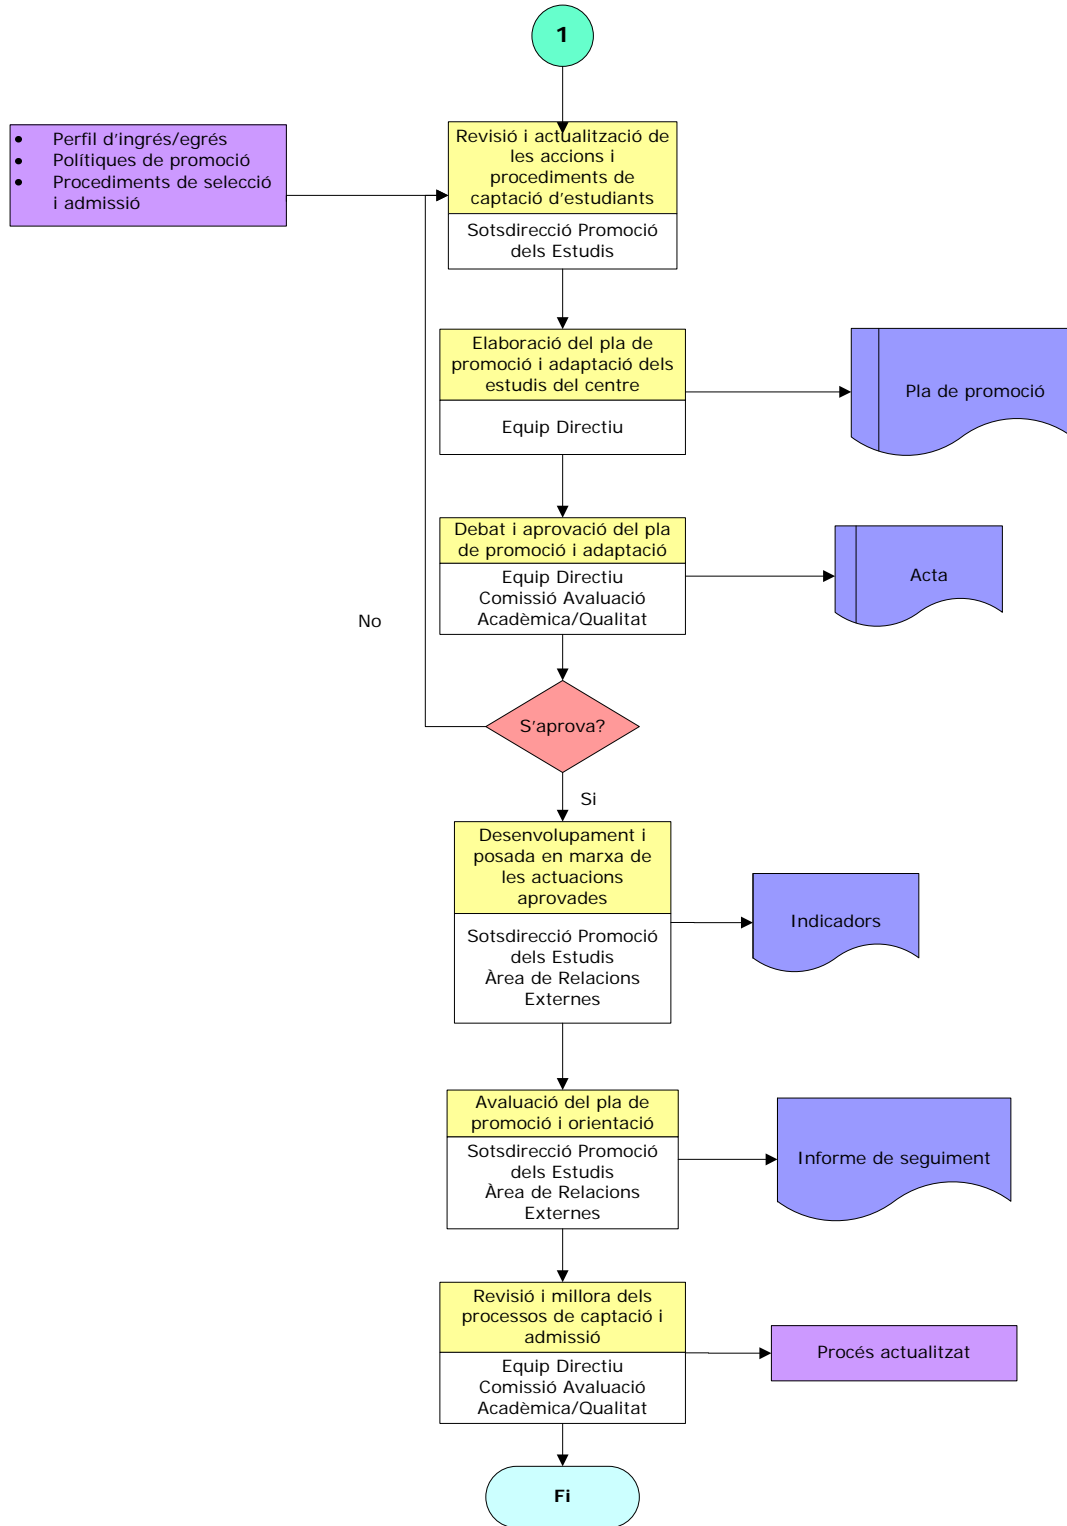 1
• Perfil d'ingrés/egrés
• Polítiques de promoció
• Procediments de selecció
i admissió
Revisió i actualització de
les accions i
procediments de
captació d'estudiants
Sotsdirecció Promoció
dels Estudis
Elaboració del pla de
promoció i adaptació dels
estudis del centre
Equip Directiu
Pla de promoció
Debat i aprovació del pla
de promoció i adaptació
Equip Directiu
Comissió Avaluació
Acadèmica/Qualitat
Acta
No
S'aprova?
Si
Desenvolupament i
posada en marxa de
les actuacions
aprovades
Sotsdirecció Promoció
dels Estudis
Àrea de Relacions
Externes
Indicadors
Avaluació del pla de
promoció i orientació
Sotsdirecció Promoció
dels Estudis
Àrea de Relacions
Externes
Informe de seguiment
Revisió i millora dels
processos de captació i
admissió
Equip Directiu
Comissió Avaluació
Acadèmica/Qualitat
Procés actualitzat
Fi